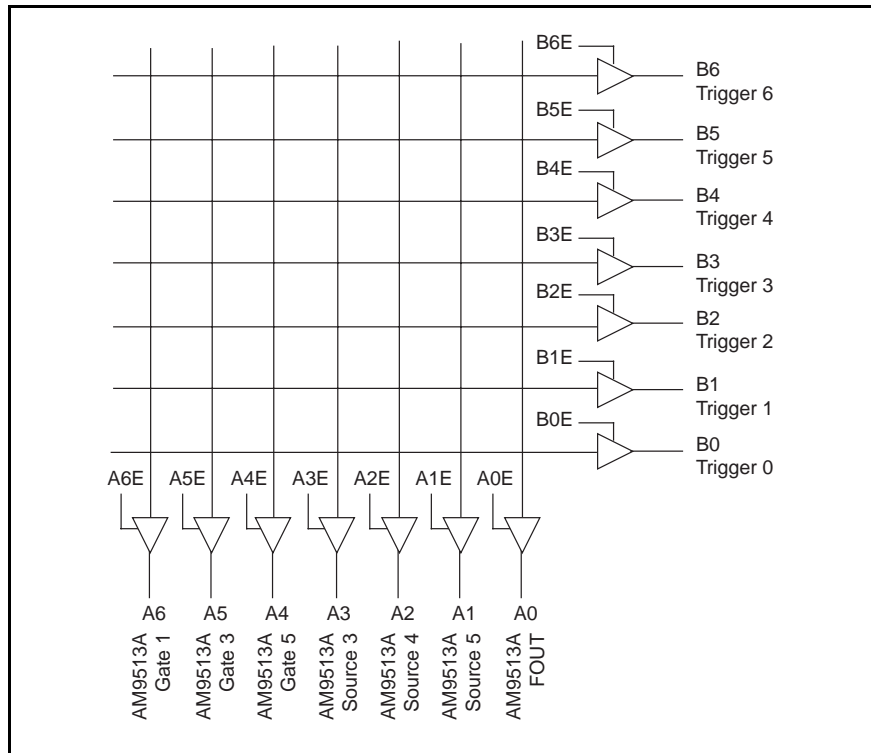 B6E
B6
Trigger 6
B5E
B5
Trigger 5
B4E
B4
Trigger 4
B3E
B3
Trigger 3
B2E
B2
Trigger 2
B1E
B1
Trigger 1
B0E
B0
Trigger 0
A6E A5E A4E A3E A2E A1E A0E
A6 A5 A4 A3 A2 A1 A0
AM9513A
Gate 1
AM9513A
Gate 3
AM9513A
Gate 5
AM9513A
Source 3
AM9513A
Source 4
AM9513A
Source 5
AM9513A
FOUT